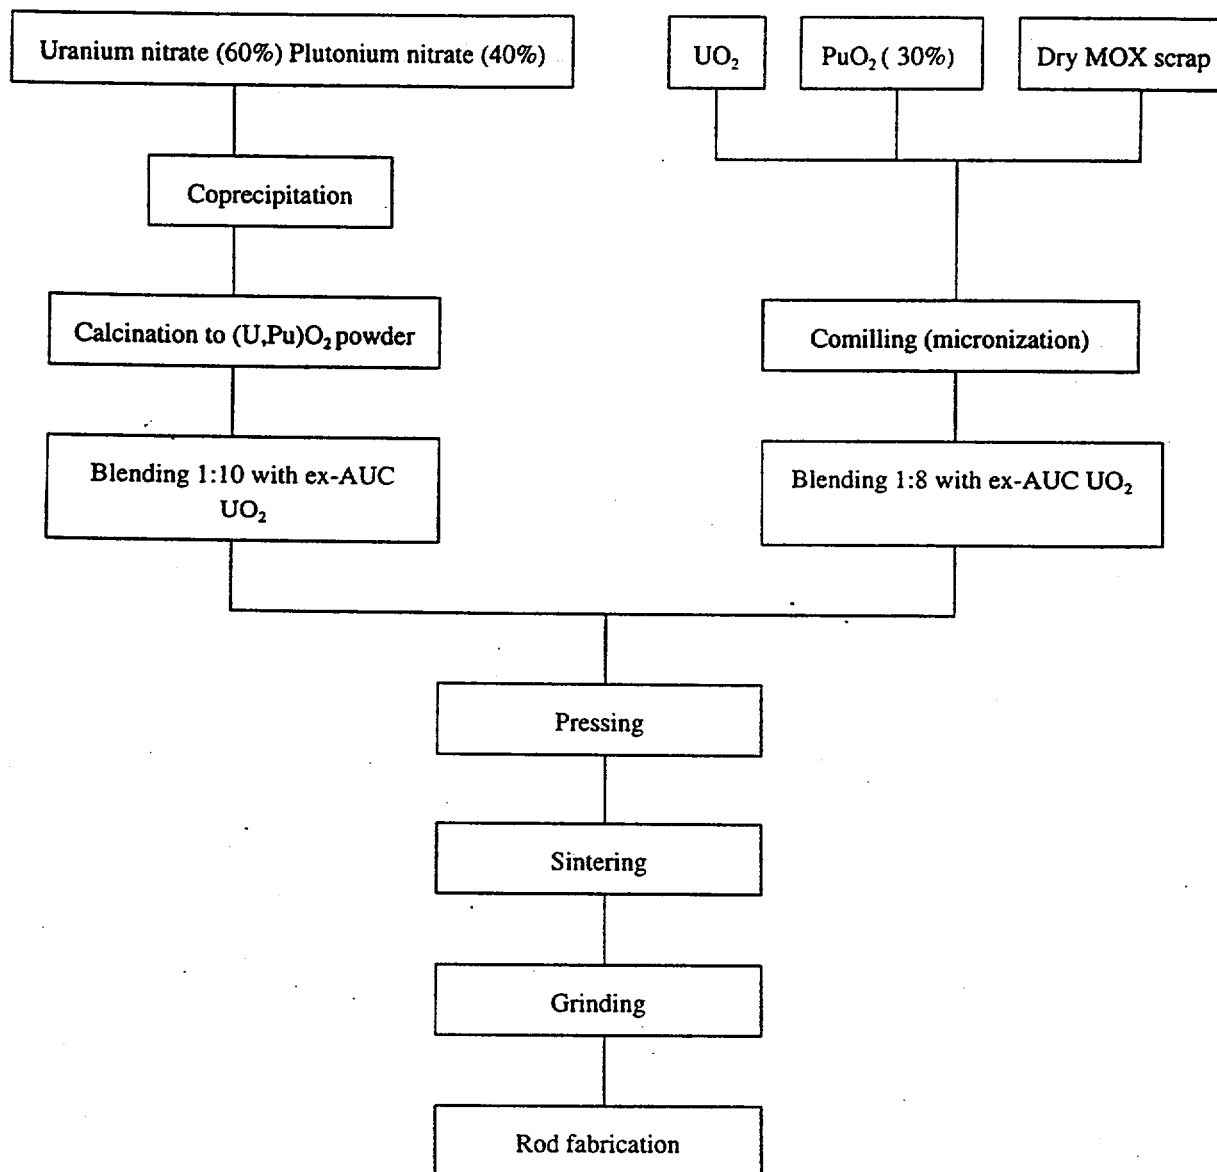 Uranium nitrate (60%) Plutonium nitrate (40%)
UO₂
PuO₂ ( 30%)
Dry MOX scrap
Coprecipitation
Calcination to (U,Pu)O₂ powder
Comilling (micronization)
Blending 1:10 with ex-AUC
UO₂
Blending 1:8 with ex-AUC UO₂
Pressing
Sintering
Grinding
Rod fabrication